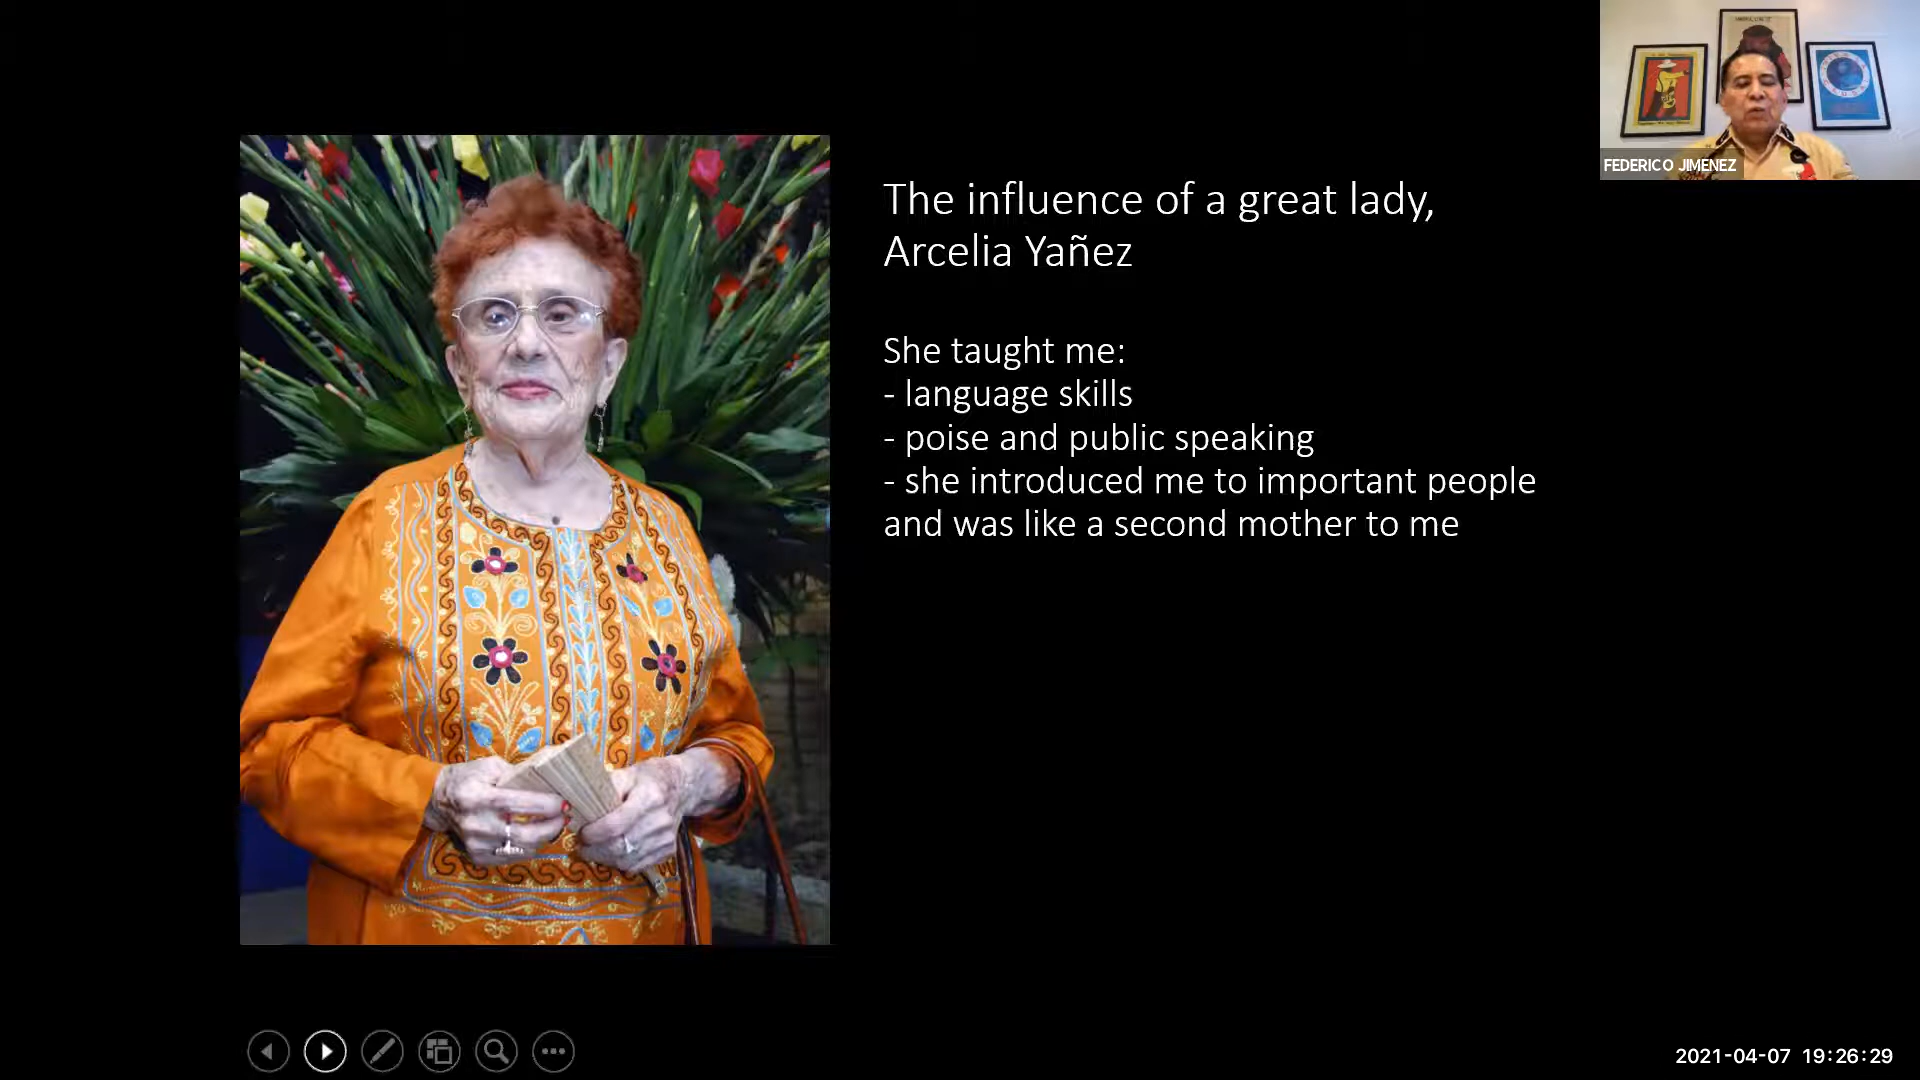 FEDERICO JIMENEZ
The influence of a great lady,
Arcelia Yañez
She taught me:
- language skills
- poise and public speaking
- she introduced me to important people
and was like a second mother to me
2021-04-07 19:26:29